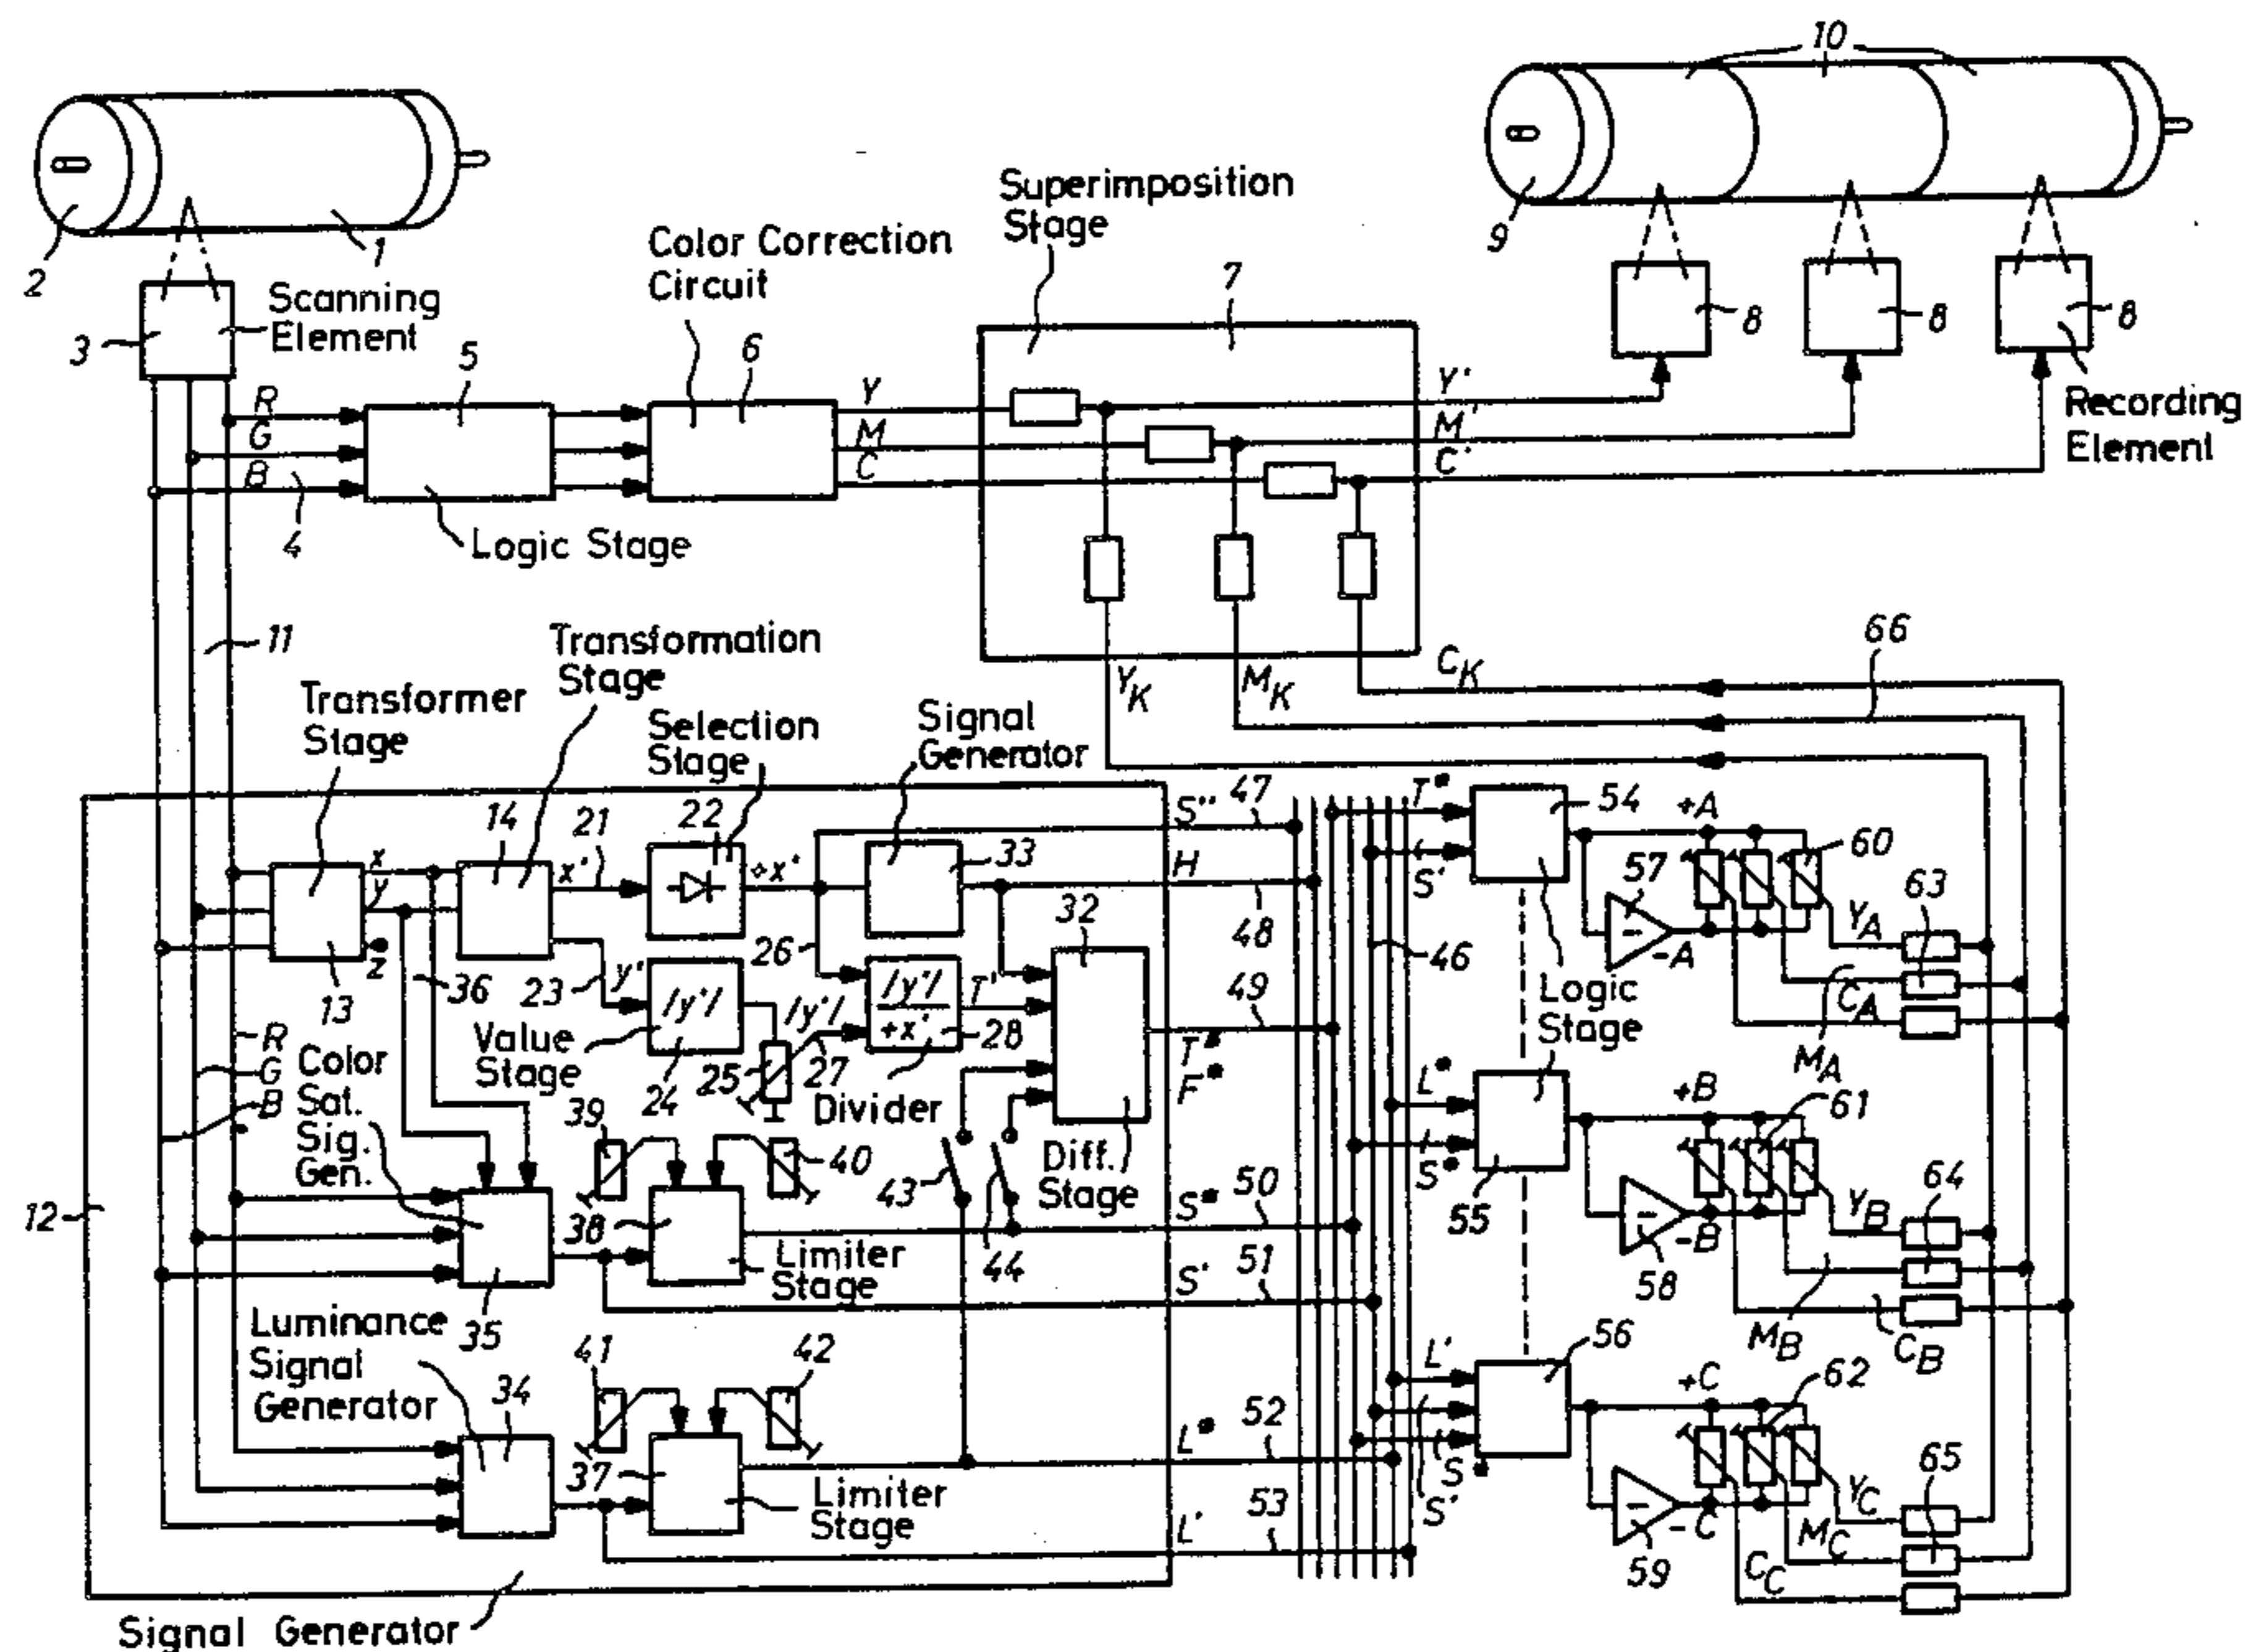 10
Superimposition
Stage
Color Correction
Circuit
7
2
1
9
Scanning
Element
3
5
6
8
8
8
R
G
B
4
Y
M
C
Y'
M'
C'
Recording
Element
Logic Stage
11
Transformation
Stage
66
Transformer
Stage
Selection
Stage
Signal
Generator
Y_K
M_K
C_K
14
21
22
S"
47
T*
54
+A
x
y
z
x'
+x'
33
H
S'
60
57
63
32
48
26
-A
Y_A
13
36
23
y'
/y'/
/y'/
/y'/
+x'
T'
28
46
49
Logic
Stage
C_A
M_A
R
G
B
Color
Sat.
Sig.
Gen.
Value
Stage
24
25
27
Divider
T*
F*
L*
+B
61
39
40
43
44
Diff.
Stage
S*
50
S*
55
12
38
Limiter
Stage
Y_B
64
-B
58
35
S'
51
M_B
C_B
Luminance
Signal
Generator
41
42
34
L'
56
+C
62
37
L*
52
S*
S'
65
Limiter
Stage
53
L'
-C
59
Y_C
M_C
C_C
Signal Generator